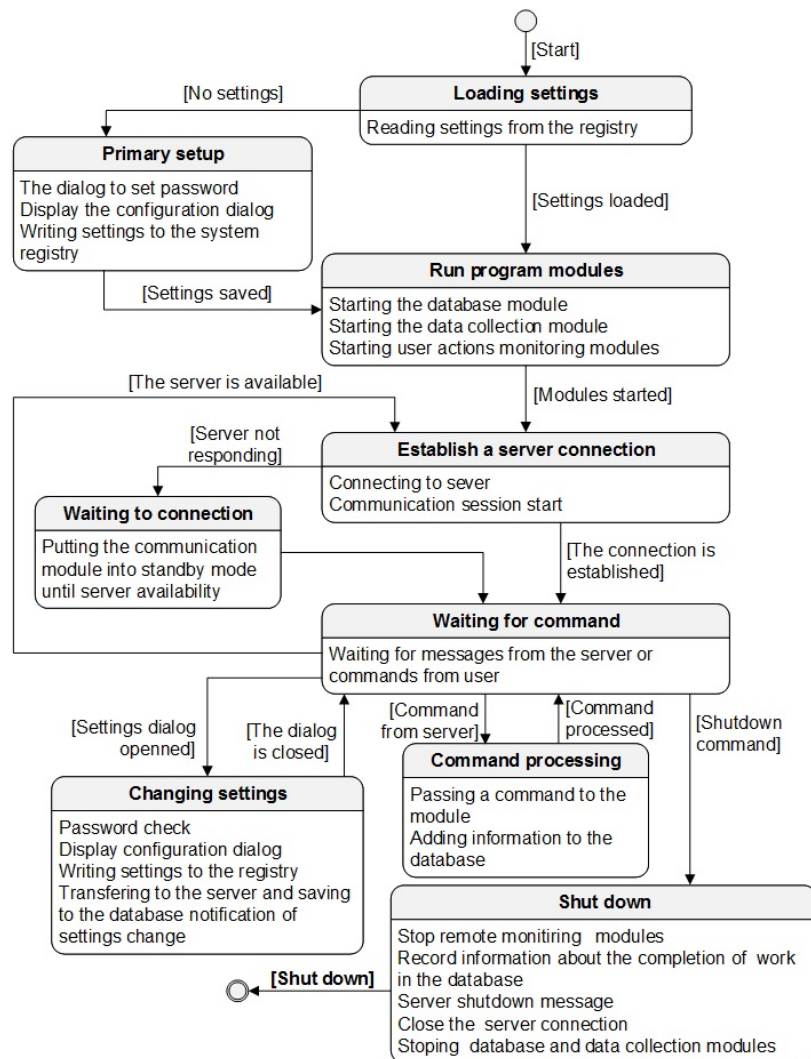 [Start]
[No settings]
Loading settings
Reading settings from the registry
Primary setup
The dialog to set password
Display the configuration dialog
Writing settings to the system
registry
[Settings loaded]
[Settings saved]
Run program modules
Starting the database module
Starting the data collection module
Starting user actions monitoring modules
[The server is available]
[Modules started]
[Server not
responding]
Establish a server connection
Connecting to sever
Communication session start
Waiting to connection
Putting the communication
module into standby mode
until server availability
[The connection is
established]
Waiting for command
Waiting for messages from the server or
commands from user
[Settings dialog
openned]
[The dialog
is closed]
[Command
from server]
[Command
processed]
[Shutdown
command]
Changing settings
Password check
Display configuration dialog
Writing settings to the registry
Transfering to the server and saving
to the database notification of
settings change
Command processing
Passing a command to the
module
Adding information to the
database
Shut down
Stop remote monitiring modules
Record information about the completion of work
in the database
Server shutdown message
Close the server connection
Stoping database and data collection modules
[Shut down]